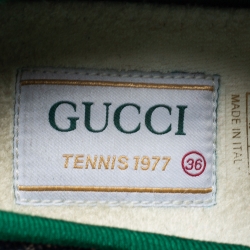 GUCCI
TENNIS 1977 36
MADE IN ITAL